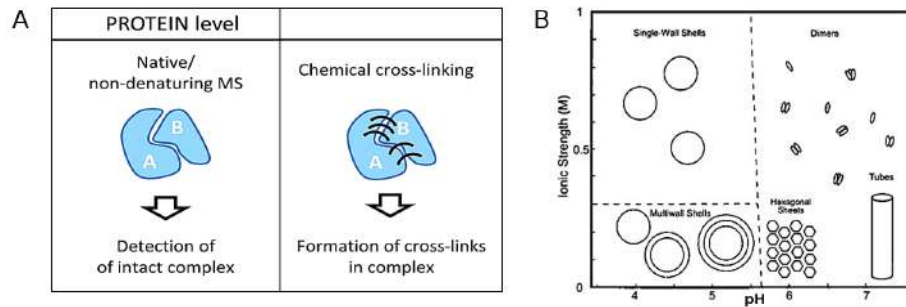 A
PROTEIN level
Native/
non-denaturing MS
A
B
Detection of
of intact complex
Chemical cross-linking
A
B
Formation of cross-links
in complex
B
Ionic Strength (M)
1
0.5
0
Single-Wall Shells
Dimers
Tubes
Multiwall Shells
Hexagonal
Sheets
4
5
pH
6
7